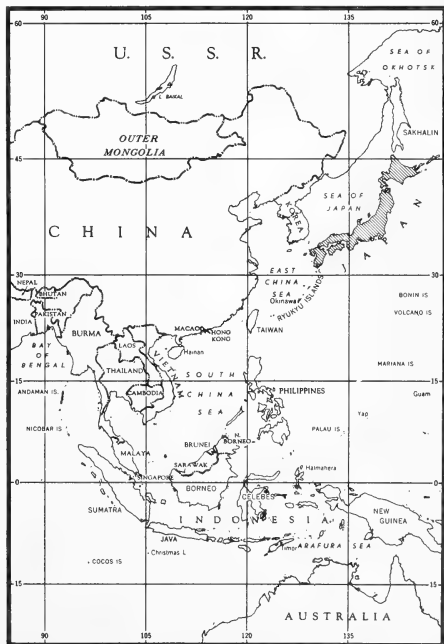 90 105 120 135
60 60
U. S. S. R.
SEA OF
OKHOTSK
L. BAIKAL
OUTER
MONGOLIA
SAKHALIN
45 45
SEA OF
JAPAN
KOREA
JAPAN
CHINA
30 30
EAST
CHINA
SEA
Okinawa
RYUKYU ISLANDS
BONIN IS
VOLCANO IS
NEPAL
BHUTAN
PAKISTAN
INDIA
BURMA
MACAO
HONG
KONG
TAIWAN
LAOS
Hainan
BAY
OF
BENGAL
THAILAND
VIETNAM
MARIANA IS
15 15
SOUTH
CHINA
SEA
PHILIPPINES
CAMBODIA
ANDAMAN IS
Guam
Yap
NICOBAR IS
PALAU IS
N.
BORNEO
BRUNEI
MALAYA
SARAWAK
Halmahera
SINGAPORE
0 0
BORNEO
CELEBES
SUMATRA
NEW
GUINEA
INDONESIA
JAVA
Timor
ARAFURA SEA
COCOS IS
Christmas I.
15 15
AUSTRALIA
90 105 120 135